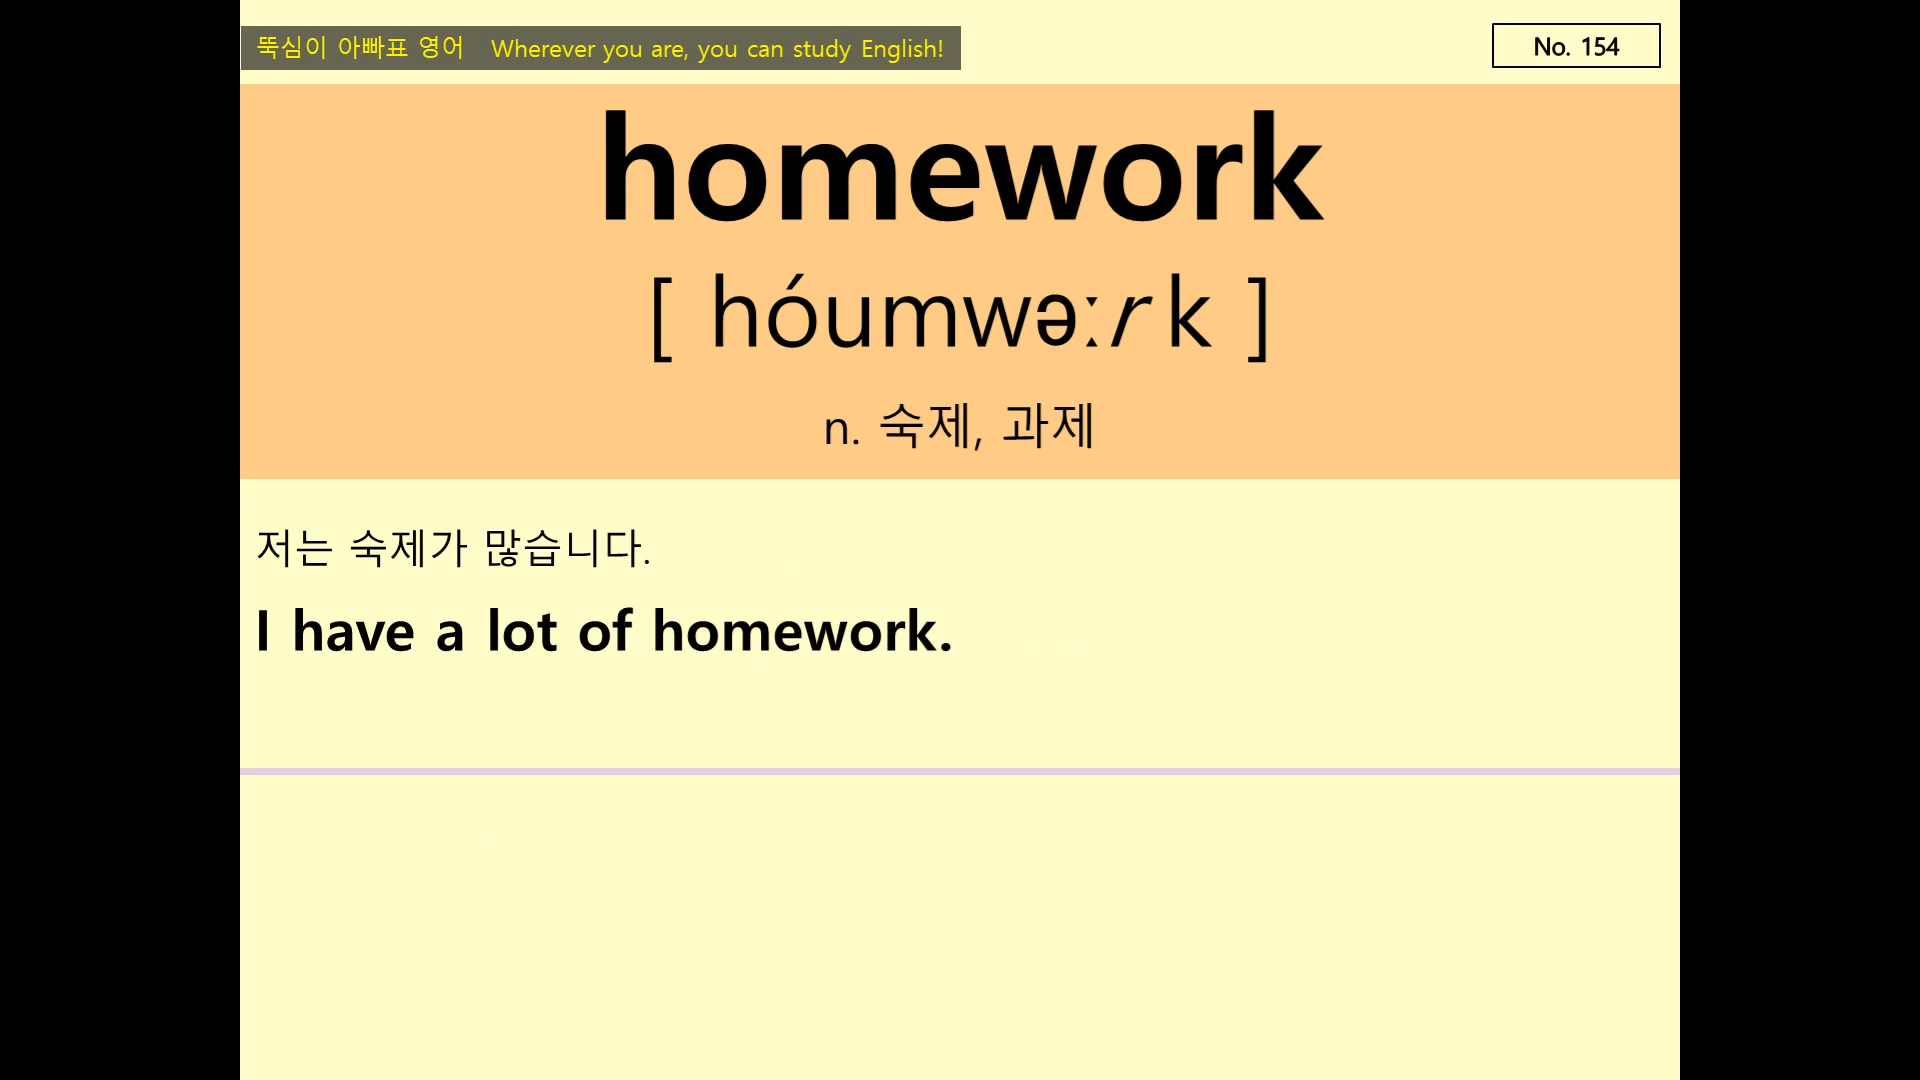 뚝심이 아빠표 영어 Wherever you are, you can study English!
No. 154
homework
[ hóumwəːrk ]
n. 숙제, 과제
저는 숙제가 많습니다.
I have a lot of homework.